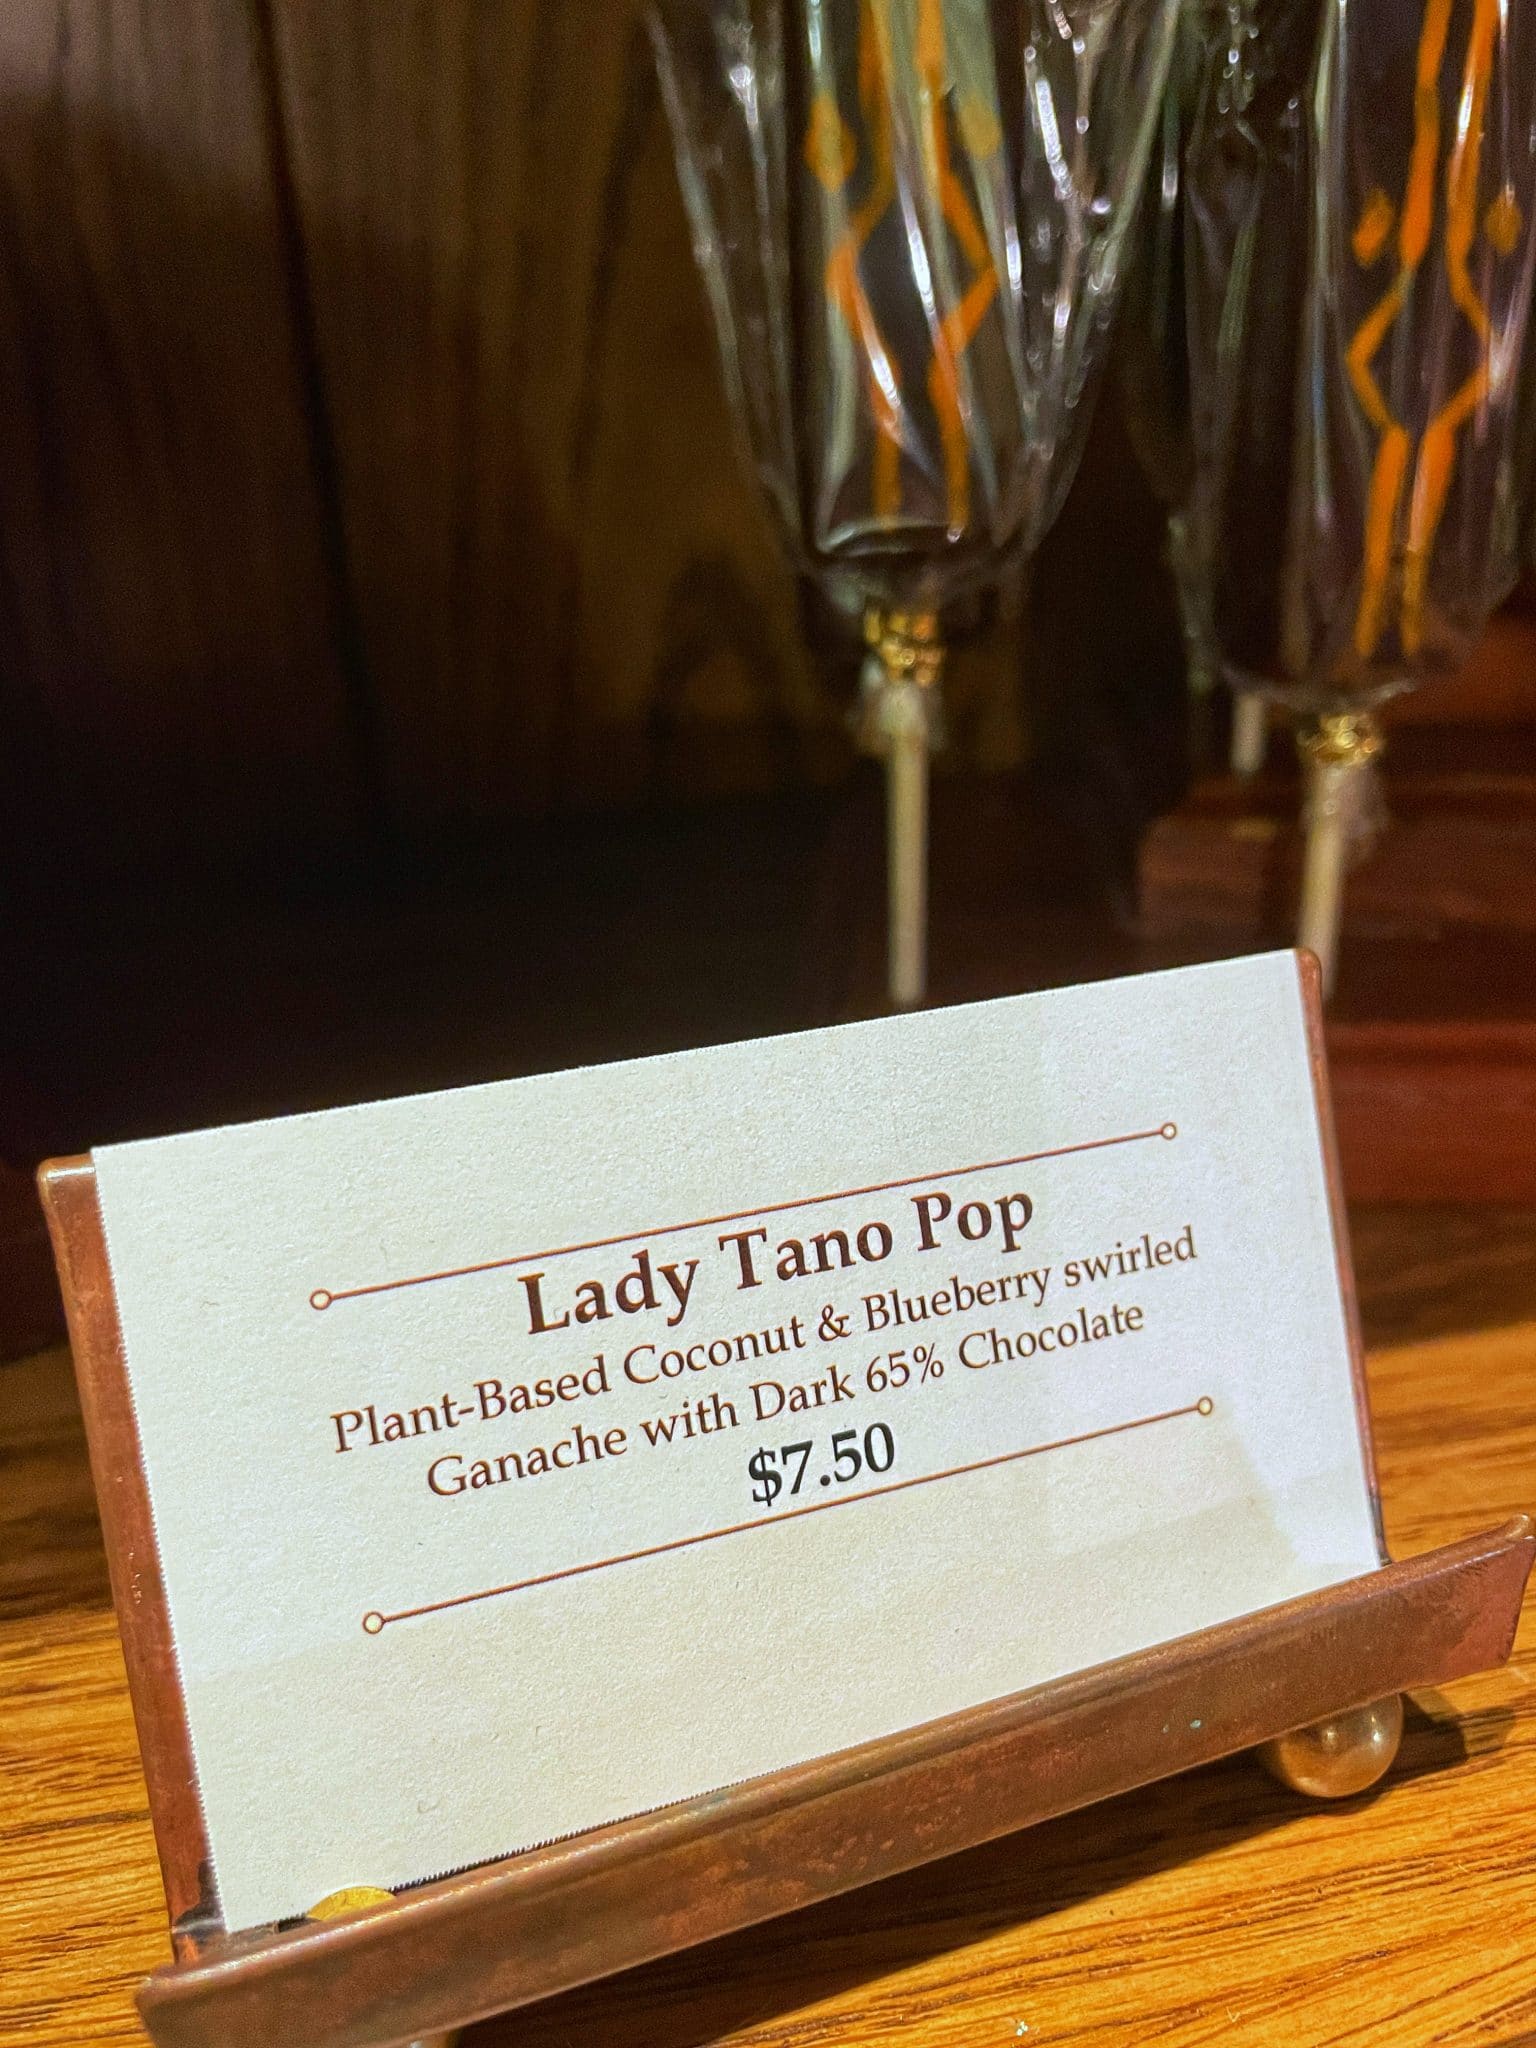 Lady Tano Pop
Plant-Based Coconut & Blueberry swirled
Ganache with Dark 65% Chocolate
$7.50